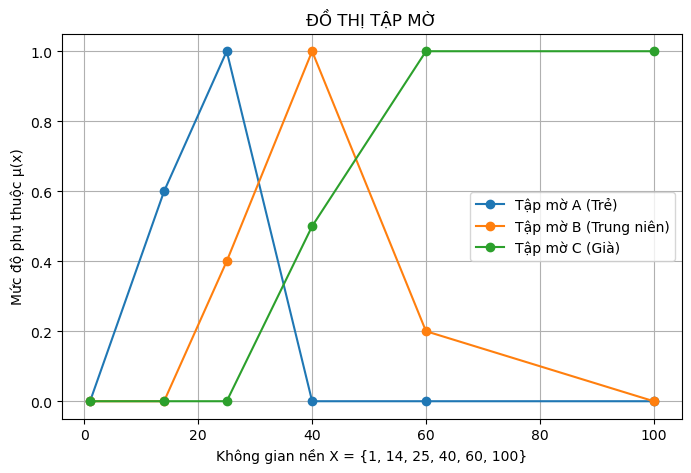 ĐỒ THỊ TẬP MỜ
Mức độ phụ thuộc μ(x)
1.0
0.8
0.6
0.4
0.2
0.0
Tập mờ A (Trẻ)
Tập mờ B (Trung niên)
Tập mờ C (Già)
0 20 40 60 80 100
Không gian nền X = {1, 14, 25, 40, 60, 100}